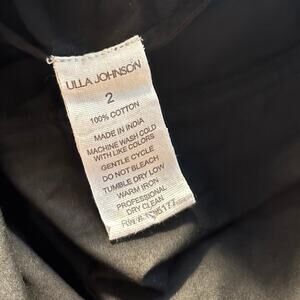 ULLA JOHNSON
2
100% COTTON
MADE IN INDIA
MACHINE WASH COLD
WITH LIKE COLORS
GENTLE CYCLE
DO NOT BLEACH
TUMBLE DRY LOW
WARM IRON
PROFESSIONAL
DRY CLEAN